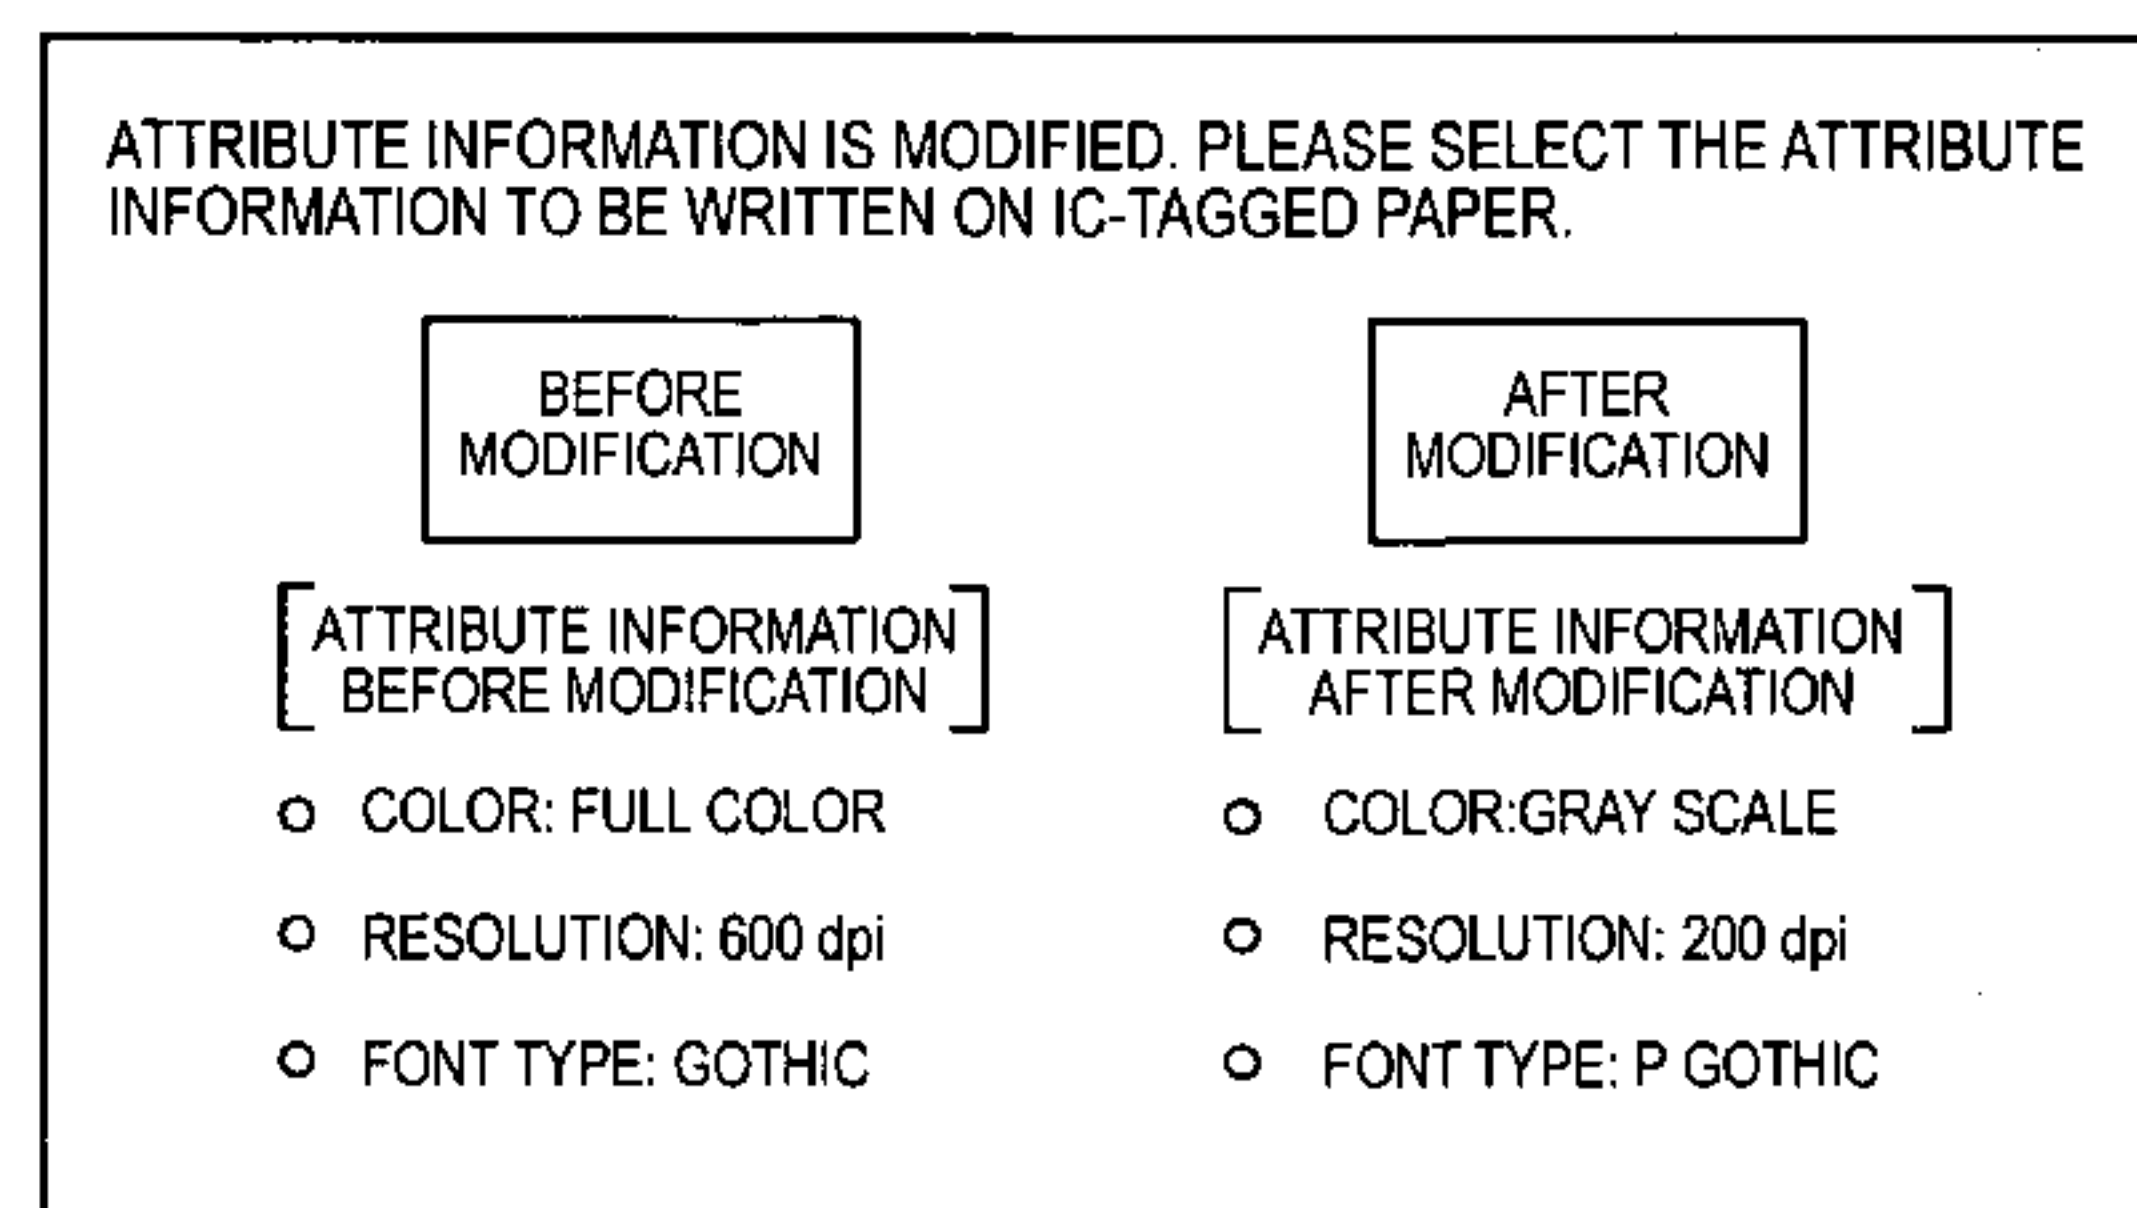 ATTRIBUTE INFORMATION IS MODIFIED. PLEASE SELECT THE ATTRIBUTE
INFORMATION TO BE WRITTEN ON IC-TAGGED PAPER.
BEFORE
MODIFICATION
AFTER
MODIFICATION
ATTRIBUTE INFORMATION
BEFORE MODIFICATION
ATTRIBUTE INFORMATION
AFTER MODIFICATION
COLOR: FULL COLOR
COLOR:GRAY SCALE
RESOLUTION: 600 dpi
RESOLUTION: 200 dpi
FONT TYPE: GOTHIC
FONT TYPE: P GOTHIC